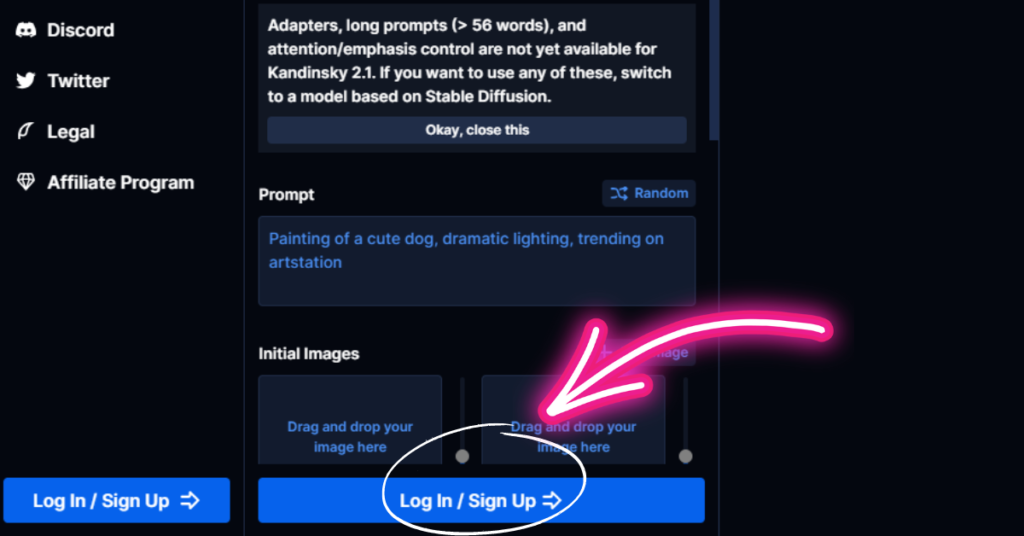 Discord
Twitter
Legal
Affiliate Program
Log In / Sign Up
Adapters, long prompts (> 56 words), and
attention/emphasis control are not yet available for
Kandinsky 2.1. If you want to use any of these, switch
to a model based on Stable Diffusion.
Okay, close this
Prompt
Random
Painting of a cute dog, dramatic lighting, trending on
artstation
Initial Images
Drag and drop your
image here
Drag and drop your
image here
Log In / Sign Up